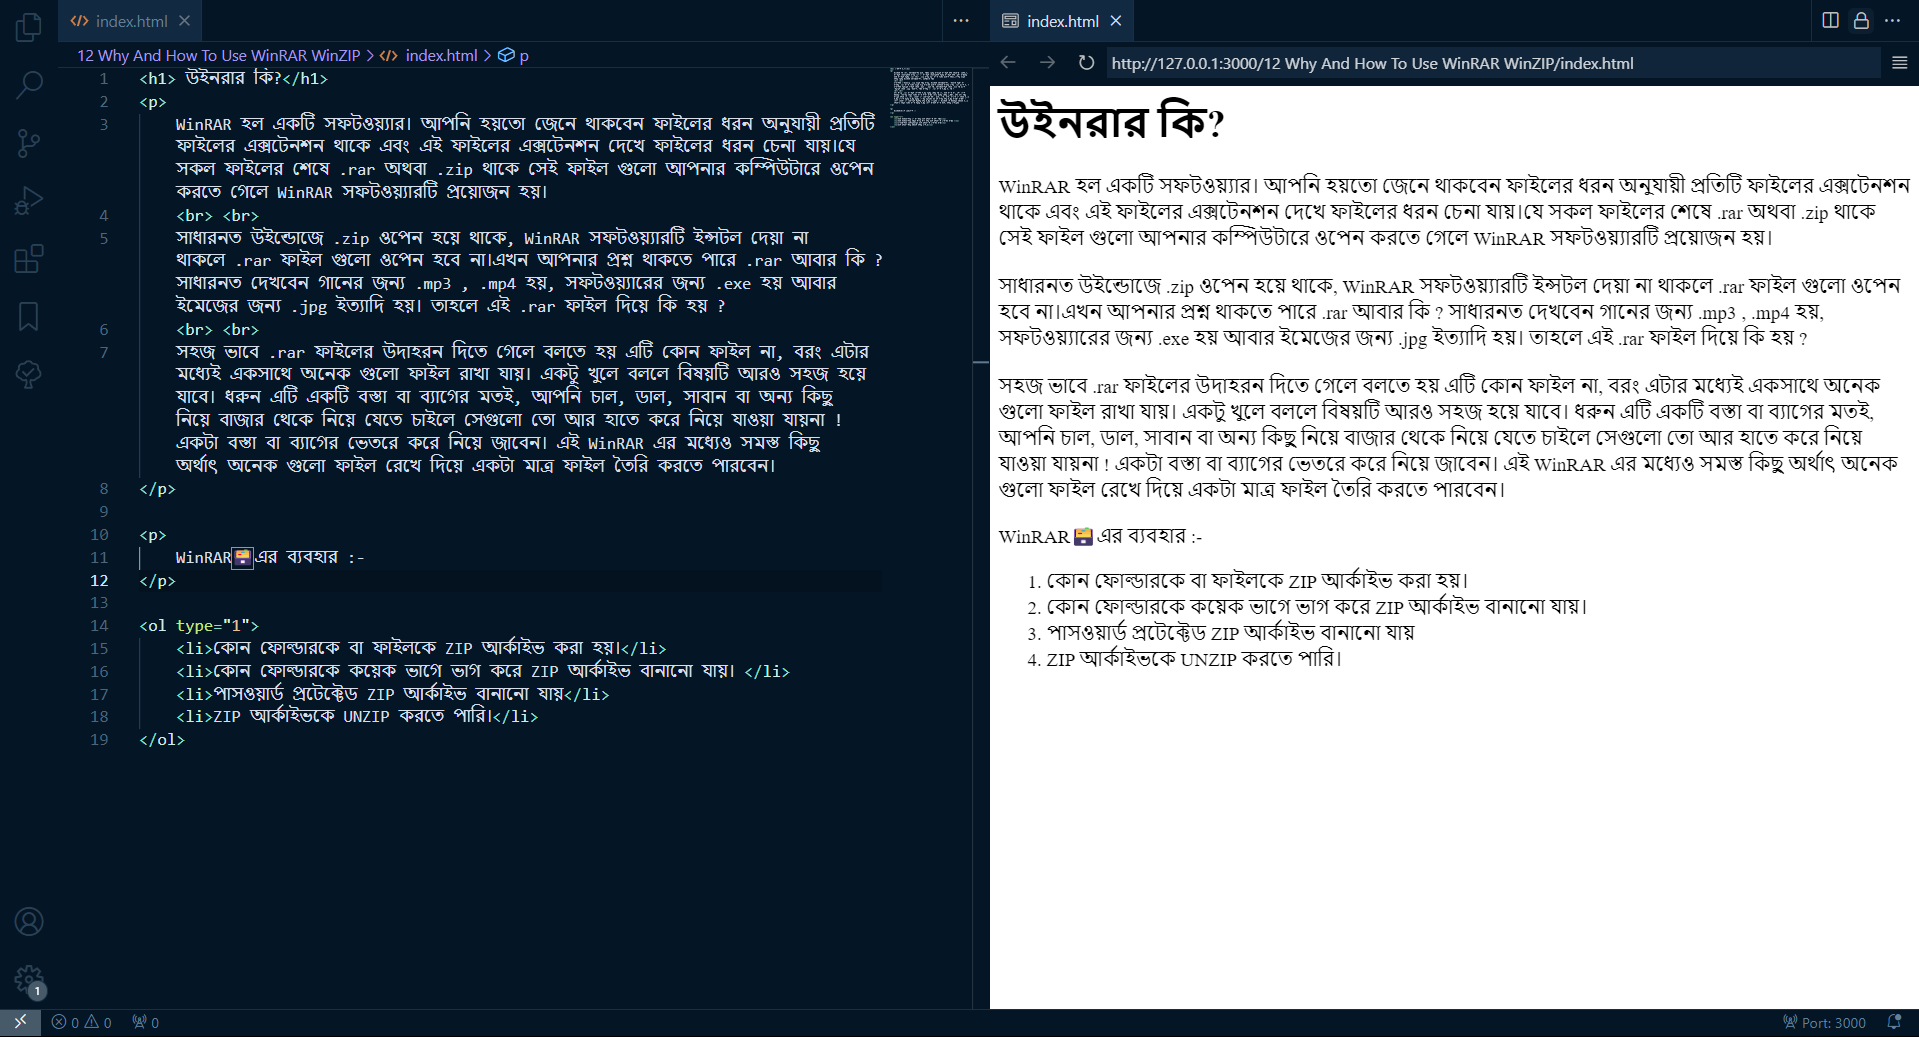 index.html
12 Why And How To Use WinRAR WinZIP > index.html > p
1 <h1> উইনরার কি?</h1>
2 <p>
3 WinRAR হল একটি সফটওয়্যার। আপনি হয়তো জেনে থাকবেন ফাইলের ধরন অনুযায়ী প্রতিটি
ফাইলের এক্সটেনশন থাকে এবং এই ফাইলের এক্সটেনশন দেখে ফাইলের ধরন চেনা যায়।যে
সকল ফাইলের শেষে .rar অথবা .zip থাকে সেই ফাইল গুলো আপনার কম্পিউটারে ওপেন
করতে গেলে WinRAR সফটওয়্যারটি প্রয়োজন হয়।
4 <br> <br>
5 সাধারনত উইন্ডোজে .zip ওপেন হয়ে থাকে, WinRAR সফটওয়্যারটি ইন্সটল দেয়া না
থাকলে .rar ফাইল গুলো ওপেন হবে না।এখন আপনার প্রশ্ন থাকতে পারে .rar আবার কি ?
সাধারনত দেখবেন গানের জন্য .mp3 , .mp4 হয়, সফটওয়্যারের জন্য .exe হয় আবার
ইমেজের জন্য .jpg ইত্যাদি হয়। তাহলে এই .rar ফাইল দিয়ে কি হয় ?
6 <br> <br>
7 সহজ ভাবে .rar ফাইলের উদাহরন দিতে গেলে বলতে হয় এটি কোন ফাইল না, বরং এটার
মধ্যেই একসাথে অনেক গুলো ফাইল রাখা যায়। একটু খুলে বললে বিষয়টি আরও সহজ হয়ে
যাবে। ধরুন এটি একটি বস্তা বা ব্যাগের মতই, আপনি চাল, ডাল, সাবান বা অন্য কিছু
নিয়ে বাজার থেকে নিয়ে যেতে চাইলে সেগুলো তো আর হাতে করে নিয়ে যাওয়া যায়না !
একটা বস্তা বা ব্যাগের ভেতরে করে নিয়ে জাবেন। এই WinRAR এর মধ্যেও সমস্ত কিছু
অর্থাৎ অনেক গুলো ফাইল রেখে দিয়ে একটা মাত্র ফাইল তৈরি করতে পারবেন।
8 </p>
9
10 <p>
11 WinRAR🗃️এর ব্যবহার :-
12 </p>
13
14 <ol type="1">
15 <li>কোন ফোল্ডারকে বা ফাইলকে ZIP আর্কাইভ করা হয়।</li>
16 <li>কোন ফোল্ডারকে কয়েক ভাগে ভাগ করে ZIP আর্কাইভ বানানো যায়। </li>
17 <li>পাসওয়ার্ড প্রটেক্টেড ZIP আর্কাইভ বানানো যায়</li>
18 <li>ZIP আর্কাইভকে UNZIP করতে পারি।</li>
19 </ol>
index.html
http://127.0.0.1:3000/12 Why And How To Use WinRAR WinZIP/index.html
উইনরার কি?
WinRAR হল একটি সফটওয়্যার। আপনি হয়তো জেনে থাকবেন ফাইলের ধরন অনুযায়ী প্রতিটি ফাইলের এক্সটেনশন
থাকে এবং এই ফাইলের এক্সটেনশন দেখে ফাইলের ধরন চেনা যায়।যে সকল ফাইলের শেষে .rar অথবা .zip থাকে
সেই ফাইল গুলো আপনার কম্পিউটারে ওপেন করতে গেলে WinRAR সফটওয়্যারটি প্রয়োজন হয়।
সাধারনত উইন্ডোজে .zip ওপেন হয়ে থাকে, WinRAR সফটওয়্যারটি ইন্সটল দেয়া না থাকলে .rar ফাইল গুলো ওপেন
হবে না।এখন আপনার প্রশ্ন থাকতে পারে .rar আবার কি ? সাধারনত দেখবেন গানের জন্য .mp3 , .mp4 হয়,
সফটওয়্যারের জন্য .exe হয় আবার ইমেজের জন্য .jpg ইত্যাদি হয়। তাহলে এই .rar ফাইল দিয়ে কি হয় ?
সহজ ভাবে .rar ফাইলের উদাহরন দিতে গেলে বলতে হয় এটি কোন ফাইল না, বরং এটার মধ্যেই একসাথে অনেক
গুলো ফাইল রাখা যায়। একটু খুলে বললে বিষয়টি আরও সহজ হয়ে যাবে। ধরুন এটি একটি বস্তা বা ব্যাগের মতই,
আপনি চাল, ডাল, সাবান বা অন্য কিছু নিয়ে বাজার থেকে নিয়ে যেতে চাইলে সেগুলো তো আর হাতে করে নিয়ে
যাওয়া যায়না ! একটা বস্তা বা ব্যাগের ভেতরে করে নিয়ে জাবেন। এই WinRAR এর মধ্যেও সমস্ত কিছু অর্থাৎ অনেক
গুলো ফাইল রেখে দিয়ে একটা মাত্র ফাইল তৈরি করতে পারবেন।
WinRAR🗃️এর ব্যবহার :-
1. কোন ফোল্ডারকে বা ফাইলকে ZIP আর্কাইভ করা হয়।
2. কোন ফোল্ডারকে কয়েক ভাগে ভাগ করে ZIP আর্কাইভ বানানো যায়।
3. পাসওয়ার্ড প্রটেক্টেড ZIP আর্কাইভ বানানো যায়
4. ZIP আর্কাইভকে UNZIP করতে পারি।
1
0 0 0
Port: 3000